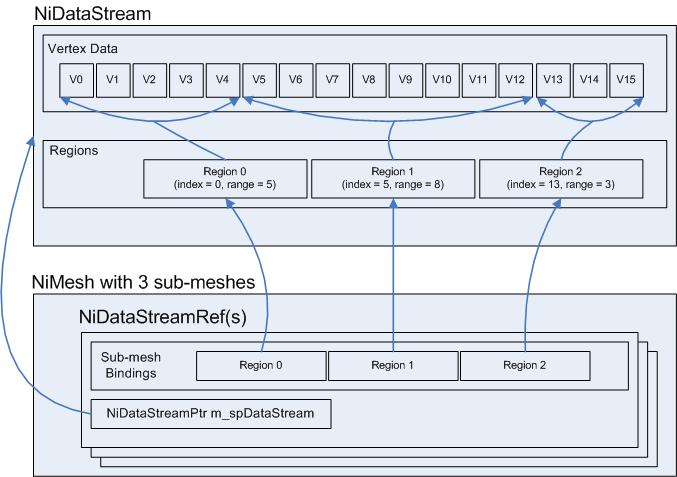 NiDataStream
Vertex Data
V0 V1 V2 V3 V4 V5 V6 V7 V8 V9 V10 V11 V12 V13 V14 V15
Regions
Region 0
(index = 0, range = 5)
Region 1
(index = 5, range = 8)
Region 2
(index = 13, range = 3)
NiMesh with 3 sub-meshes
NiDataStreamRef(s)
Sub-mesh
Bindings
Region 0
Region 1
Region 2
NiDataStreamPtr m_spDataStream